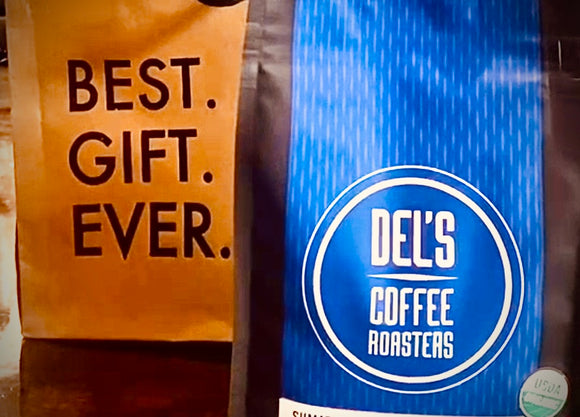 BEST.
GIFT.
EVER.
DEL'S
COFFEE
ROASTERS
USDA